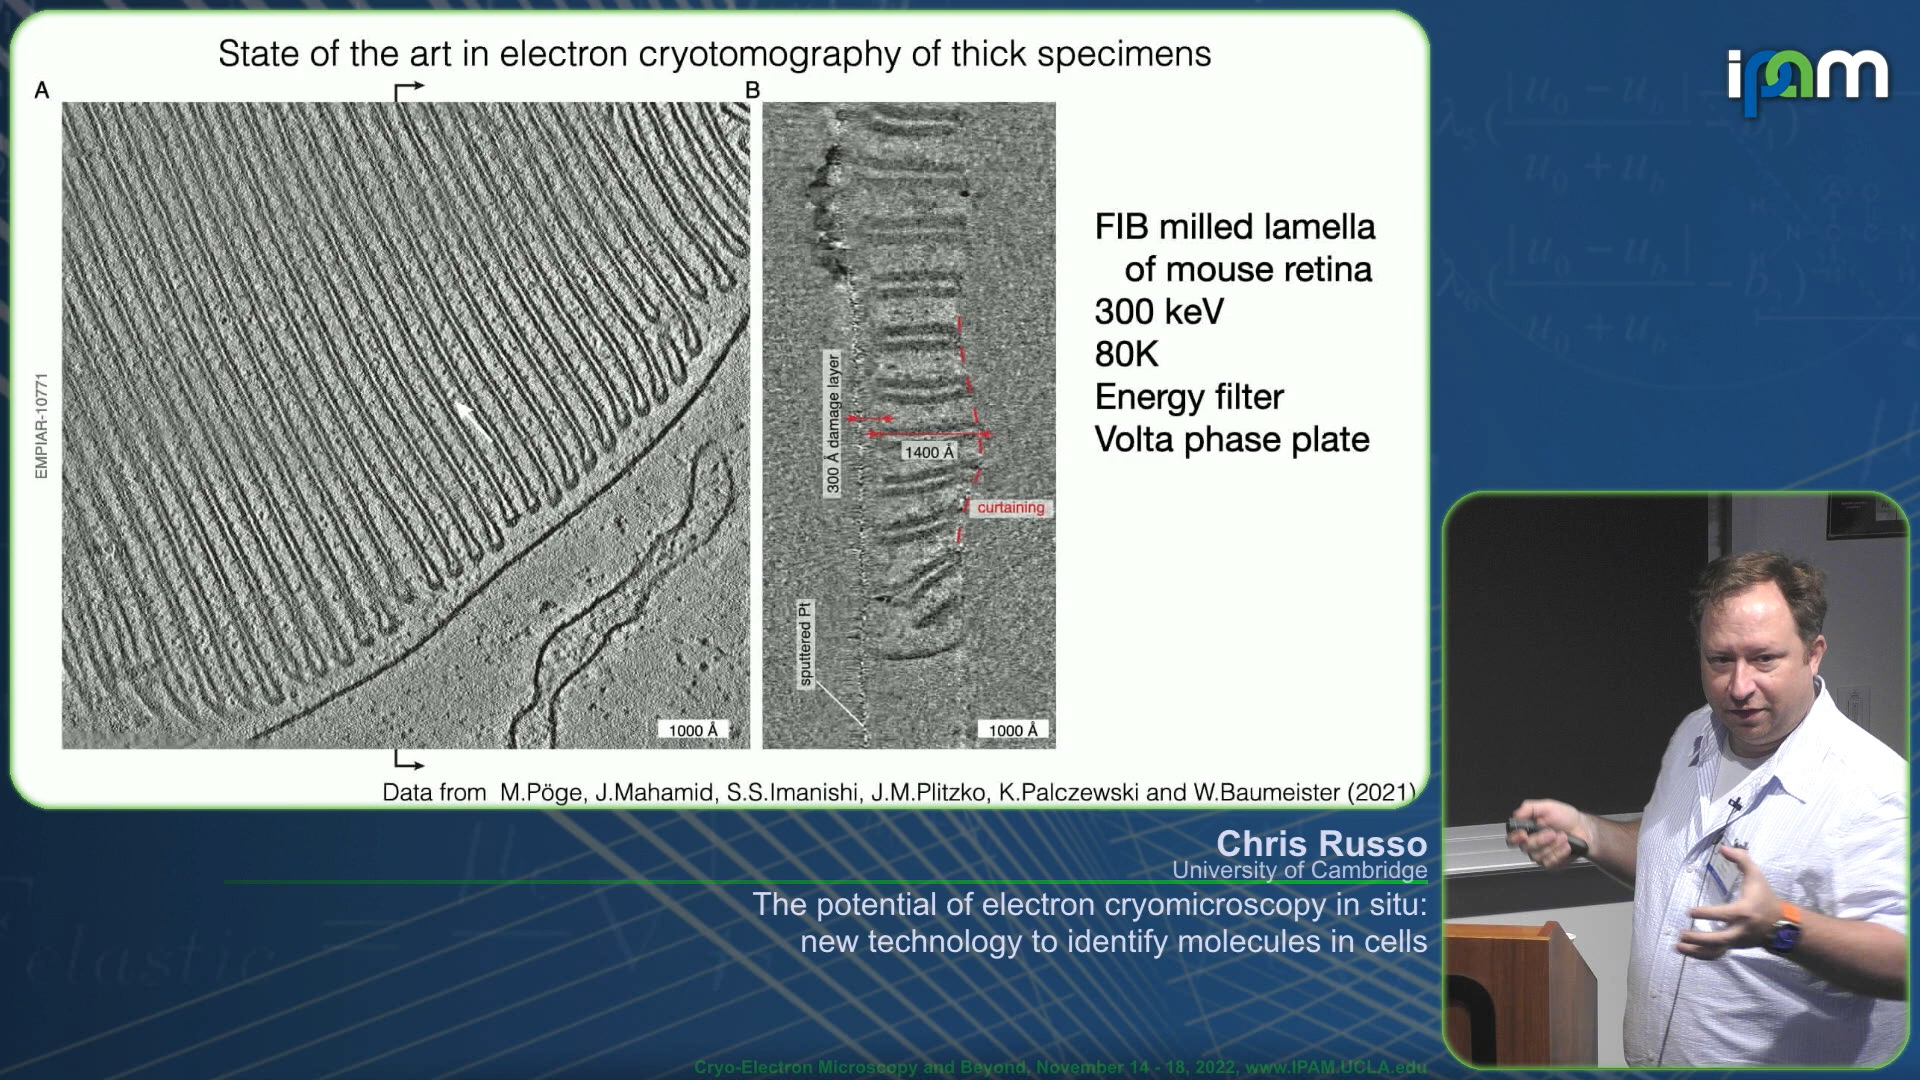 State of the art in electron cryotomography of thick specimens
A
B
EMPIAR-10771
1000 Å
300 Å damage layer
1400 Å
curtaining
sputtered Pt
1000 Å
FIB milled lamella
of mouse retina
300 keV
80K
Energy filter
Volta phase plate
Data from M.Pöge, J.Mahamid, S.S.Imanishi, J.M.Plitzko, K.Palczewski and W.Baumeister (2021)
ipam
Chris Russo
University of Cambridge
The potential of electron cryomicroscopy in situ:
new technology to identify molecules in cells
Cryo-Electron Microscopy and Beyond, November 14 - 18, 2022, www.IPAM.UCLA.edu
elastic